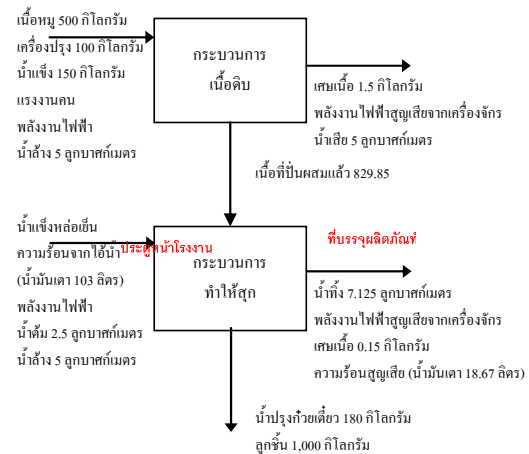 เนื้อหมู 500 กิโลกรัม
เครื่องปรุง 100 กิโลกรัม
น้ำแข็ง 150 กิโลกรัม
แรงงานคน
พลังงานไฟฟ้า
น้ำล้าง 5 ลูกบาศก์เมตร
กระบวนการ
เนื้อดิบ
เศษเนื้อ 1.5 กิโลกรัม
พลังงานไฟฟ้าสูญเสียจากเครื่องจักร
น้ำเสีย 5 ลูกบาศก์เมตร
เนื้อที่ปั่นผสมแล้ว 829.85
น้ำแข็งหล่อเย็น
ความร้อนจากไอน้ำ
(น้ำมันเตา 103 ลิตร)
พลังงานไฟฟ้า
น้ำต้ม 2.5 ลูกบาศก์เมตร
น้ำล้าง 5 ลูกบาศก์เมตร
ประตูหน้าโรงงาน
กระบวนการ
ทำให้สุก
ที่บรรจุผลิตภัณฑ์
น้ำทิ้ง 7.125 ลูกบาศก์เมตร
พลังงานไฟฟ้าสูญเสียจากเครื่องจักร
เศษเนื้อ 0.15 กิโลกรัม
ความร้อนสูญเสีย (น้ำมันเตา 18.67 ลิตร)
น้ำปรุงก๋วยเตี๋ยว 180 กิโลกรัม
ลูกชิ้น 1,000 กิโลกรัม